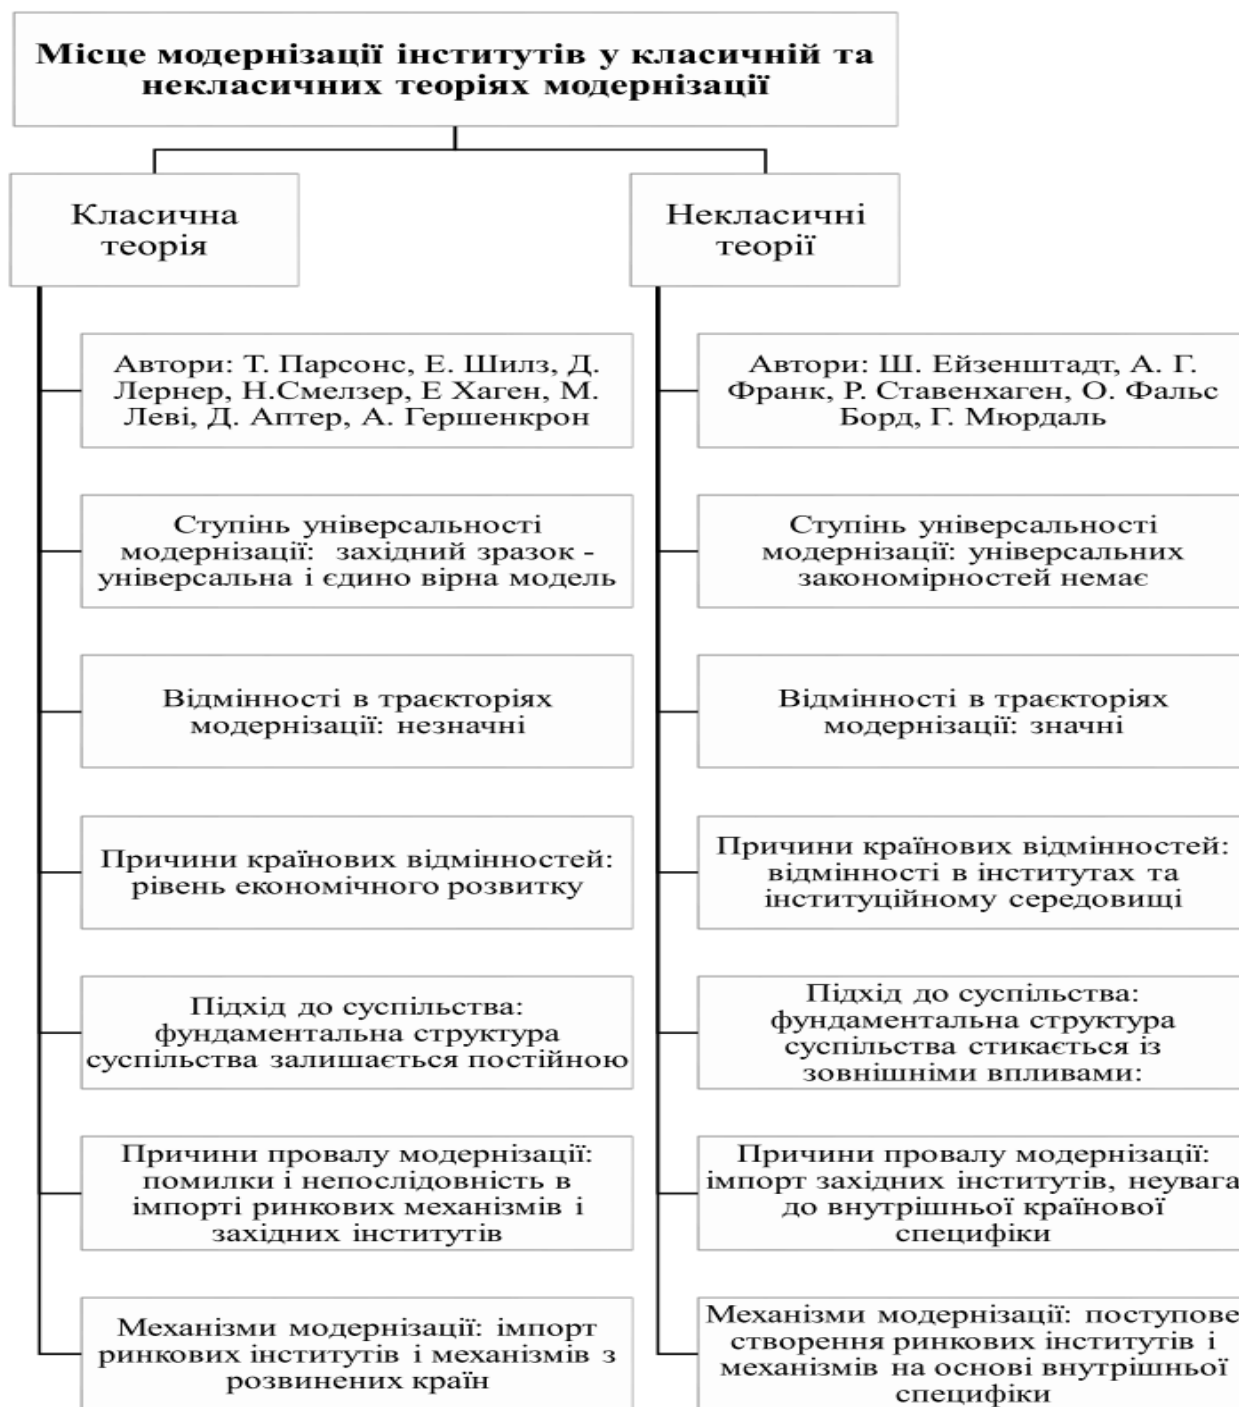 Місце модернізації інститутів у класичній та
некласичних теоріях модернізації
Класична
теорія
Автори: Т. Парсонс, Е. Шилз, Д.
Лернер, Н.Смелзер, Е Хаген, М.
Леві, Д. Аптер, А. Гершенкрон
Ступінь універсальності
модернізації: західний зразок -
універсальна і єдино вірна модель
Відмінності в траєкторіях
модернізації: незначні
Причини країнових відмінностей:
рівень економічного розвитку
Підхід до суспільства:
фундаментальна структура
суспільства залишається постійною
Причини провалу модернізації:
помилки і непослідовність в
імпорті ринкових механізмів і
західних інститутів
Механізми модернізації: імпорт
ринкових інститутів і механізмів з
розвинених країн
Некласичні
теорії
Автори: Ш. Ейзенштадт, А. Г.
Франк, Р. Ставенхаген, О. Фальс
Борд, Г. Мюрдаль
Ступінь універсальності
модернізації: універсальних
закономірностей немає
Відмінності в траєкторіях
модернізації: значні
Причини країнових відмінностей:
відмінності в інститутах та
інституційному середовищі
Підхід до суспільства:
фундаментальна структура
суспільства стикається із
зовнішніми впливами:
Причини провалу модернізації:
імпорт західних інститутів, неувага
до внутрішньої країнової
специфіки
Механізми модернізації: поступове
створення ринкових інститутів і
механізмів на основі внутрішньої
специфіки